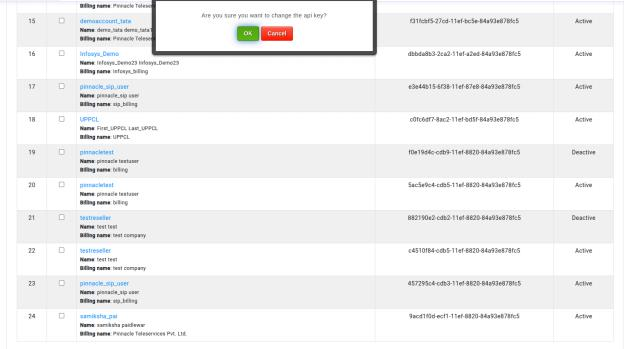 Billing name: Pinnacle Teleser
Are you sure you want to change the api key?
OK Cancel
15 demoaccount_tata f31fcbf5-27cd-11ef-bc5e-84a93e878fc5 Active
Name: demo_tata demo_tata1
Billing name: Pinnacle Teleser
16 Infosys_Demo dbbda8b3-2ca2-11ef-a2ed-84a93e878fc5 Active
Name: Infosys_Demo23 Infosys_Demo23
Billing name: Infosys_billing
17 pinnacle_sip_user e3e44b15-6f38-11ef-87e8-84a93e878fc5 Active
Name: pinnacle_sip user
Billing name: sip_billing
18 UPPCL c0fc6df7-8ac2-11ef-bd5f-84a93e878fc5 Active
Name: First_UPPCL Last_UPPCL
Billing name: UPPCL
19 pinnacletest f0e19d4c-cdb9-11ef-8820-84a93e878fc5 Deactive
Name: pinnacle testuser
Billing name: billing
20 pinnacletest 5ac5e9c4-cdb5-11ef-8820-84a93e878fc5 Active
Name: pinnacle testuser
Billing name: billing
21 testreseller 882190e2-cdb2-11ef-8820-84a93e878fc5 Deactive
Name: test test
Billing name: test company
22 testreseller c4510f84-cdb5-11ef-8820-84a93e878fc5 Active
Name: test test
Billing name: test company
23 pinnacle_sip_user 457295c4-cdb3-11ef-8820-84a93e878fc5 Active
Name: pinnacle_sip user
Billing name: sip_billing
24 samiksha_pai 9acd1f0d-ecf1-11ef-8820-84a93e878fc5 Active
Name: samiksha paidlewar
Billing name: Pinnacle Teleservices Pvt. Ltd.